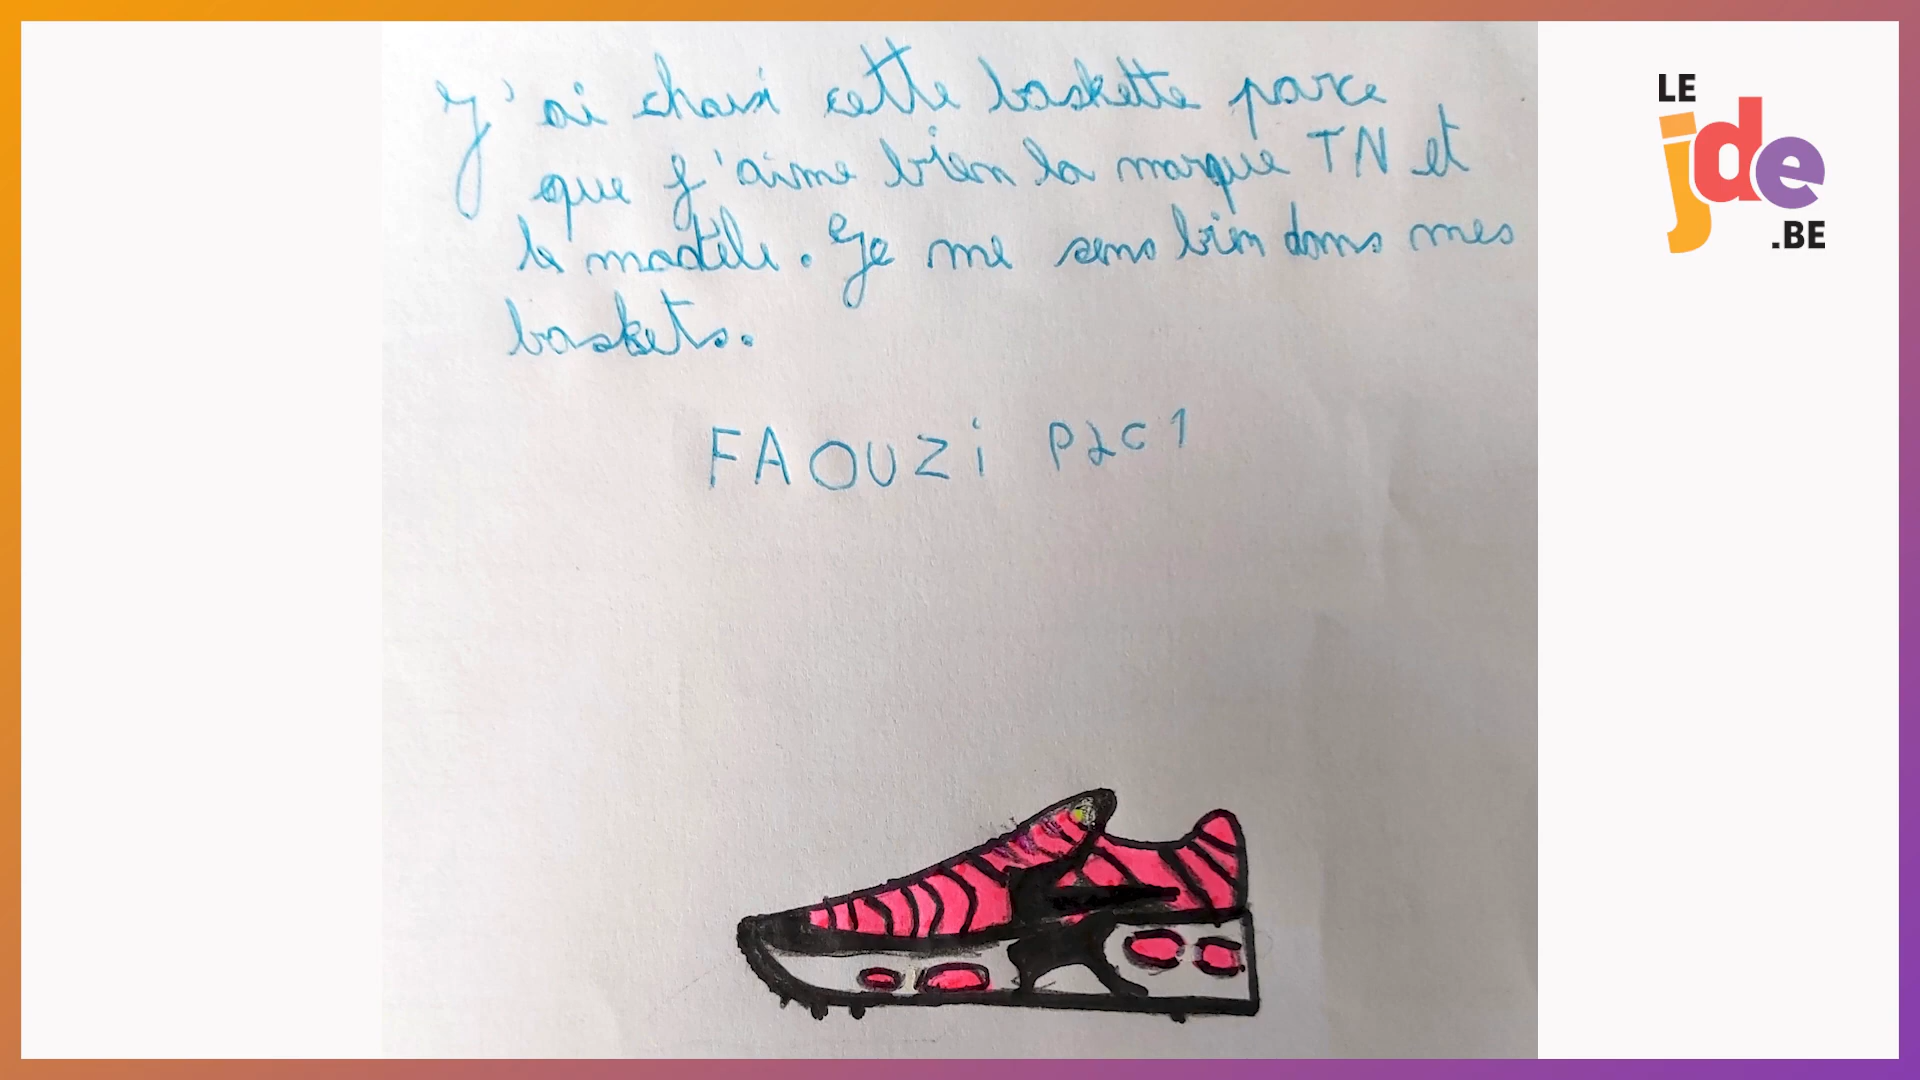 J'ai choisi cette baskette parce
que j'aime bien la marque TN et
le modèle. Je me sens bien dans mes
baskets.
FAOUZi P2C1
LE
jde
.BE